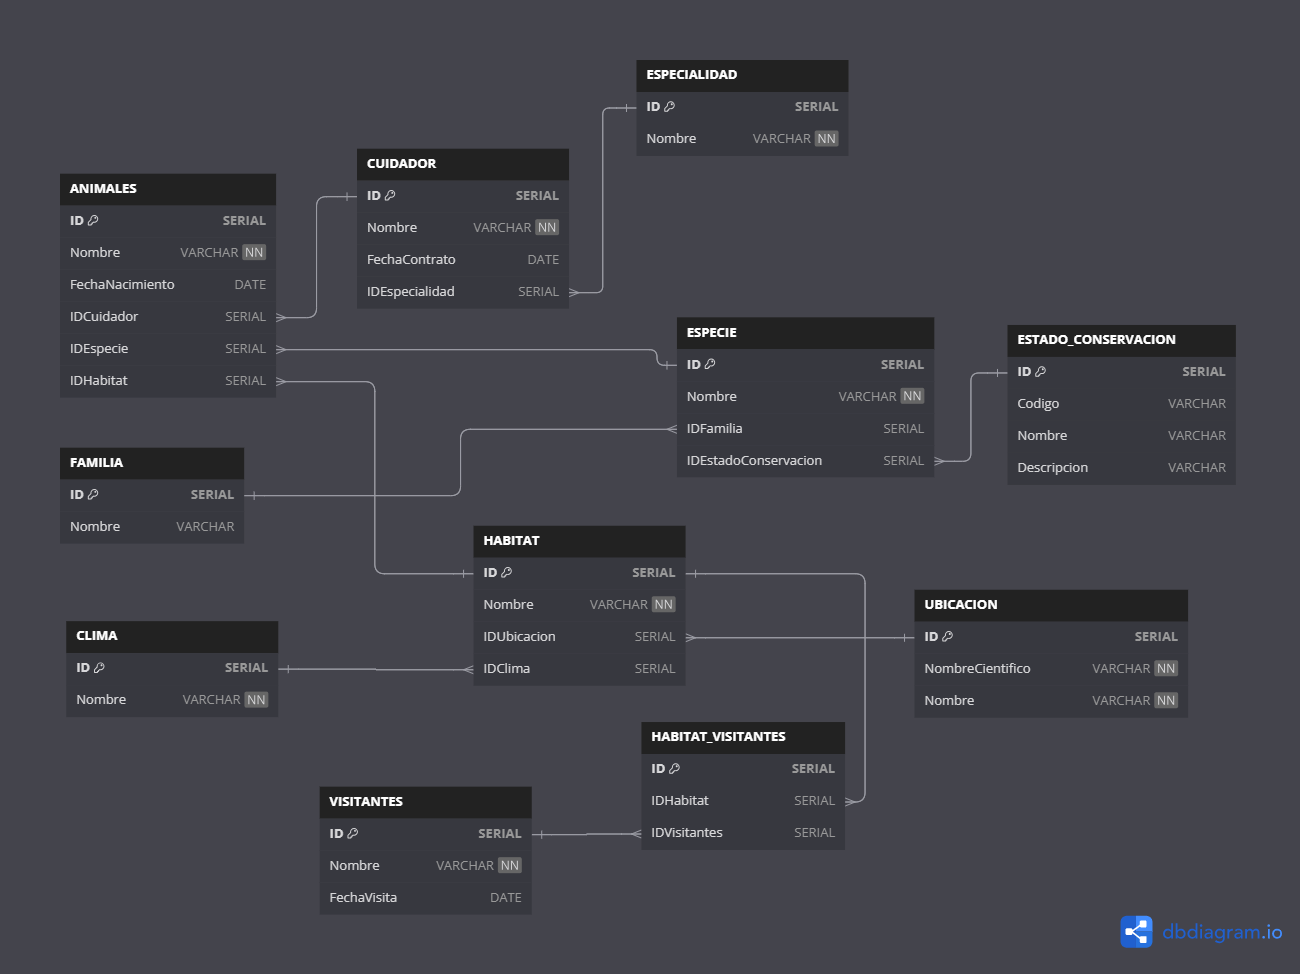 ESPECIALIDAD
ID SERIAL
Nombre VARCHAR NN
CUIDADOR
ID SERIAL
Nombre VARCHAR NN
FechaContrato DATE
IDEspecialidad SERIAL
ANIMALES
ID SERIAL
Nombre VARCHAR NN
FechaNacimiento DATE
IDCuidador SERIAL
IDEspecie SERIAL
IDHabitat SERIAL
ESPECIE
ID SERIAL
Nombre VARCHAR NN
IDFamilia SERIAL
IDEstadoConservacion SERIAL
ESTADO_CONSERVACION
ID SERIAL
Codigo VARCHAR
Nombre VARCHAR
Descripcion VARCHAR
FAMILIA
ID SERIAL
Nombre VARCHAR
HABITAT
ID SERIAL
Nombre VARCHAR NN
IDUbicacion SERIAL
IDClima SERIAL
UBICACION
ID SERIAL
NombreCientifico VARCHAR NN
Nombre VARCHAR NN
CLIMA
ID SERIAL
Nombre VARCHAR NN
HABITAT_VISITANTES
ID SERIAL
IDHabitat SERIAL
IDVisitantes SERIAL
VISITANTES
ID SERIAL
Nombre VARCHAR NN
FechaVisita DATE
dbdiagram.io